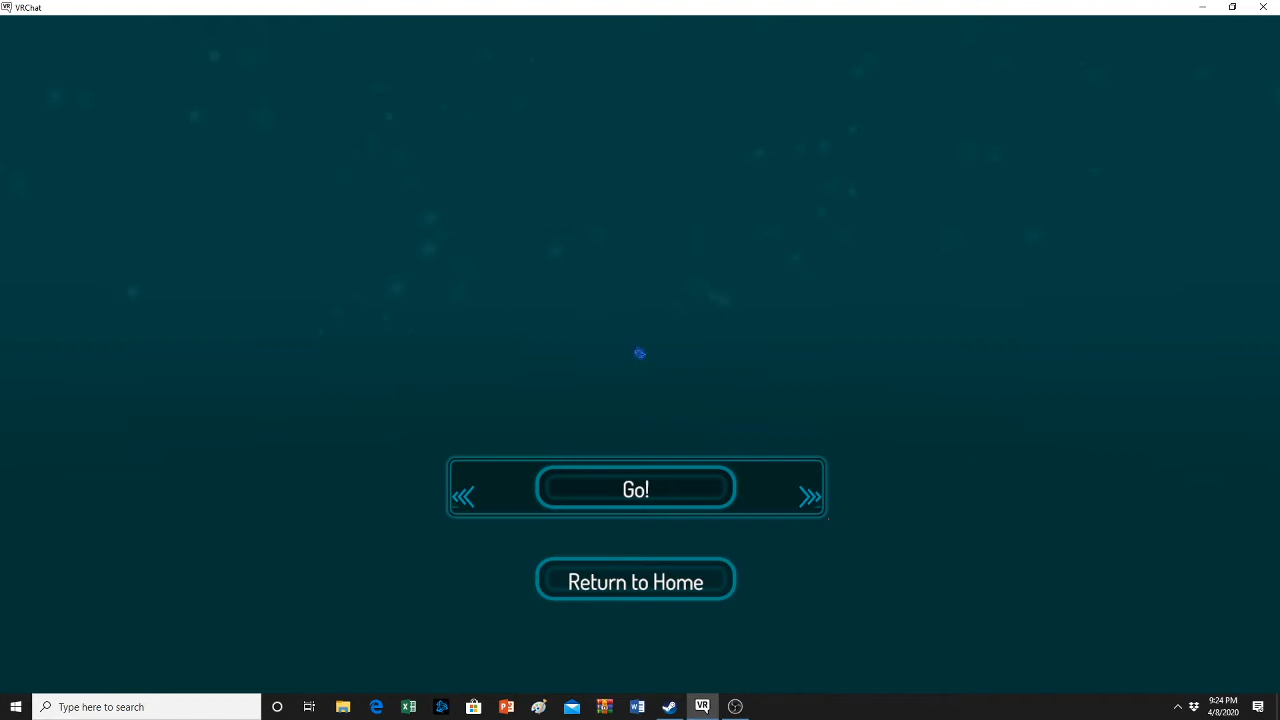 VRChat
Go!
Return to Home
Type here to search
9:24 PM
4/8/2020